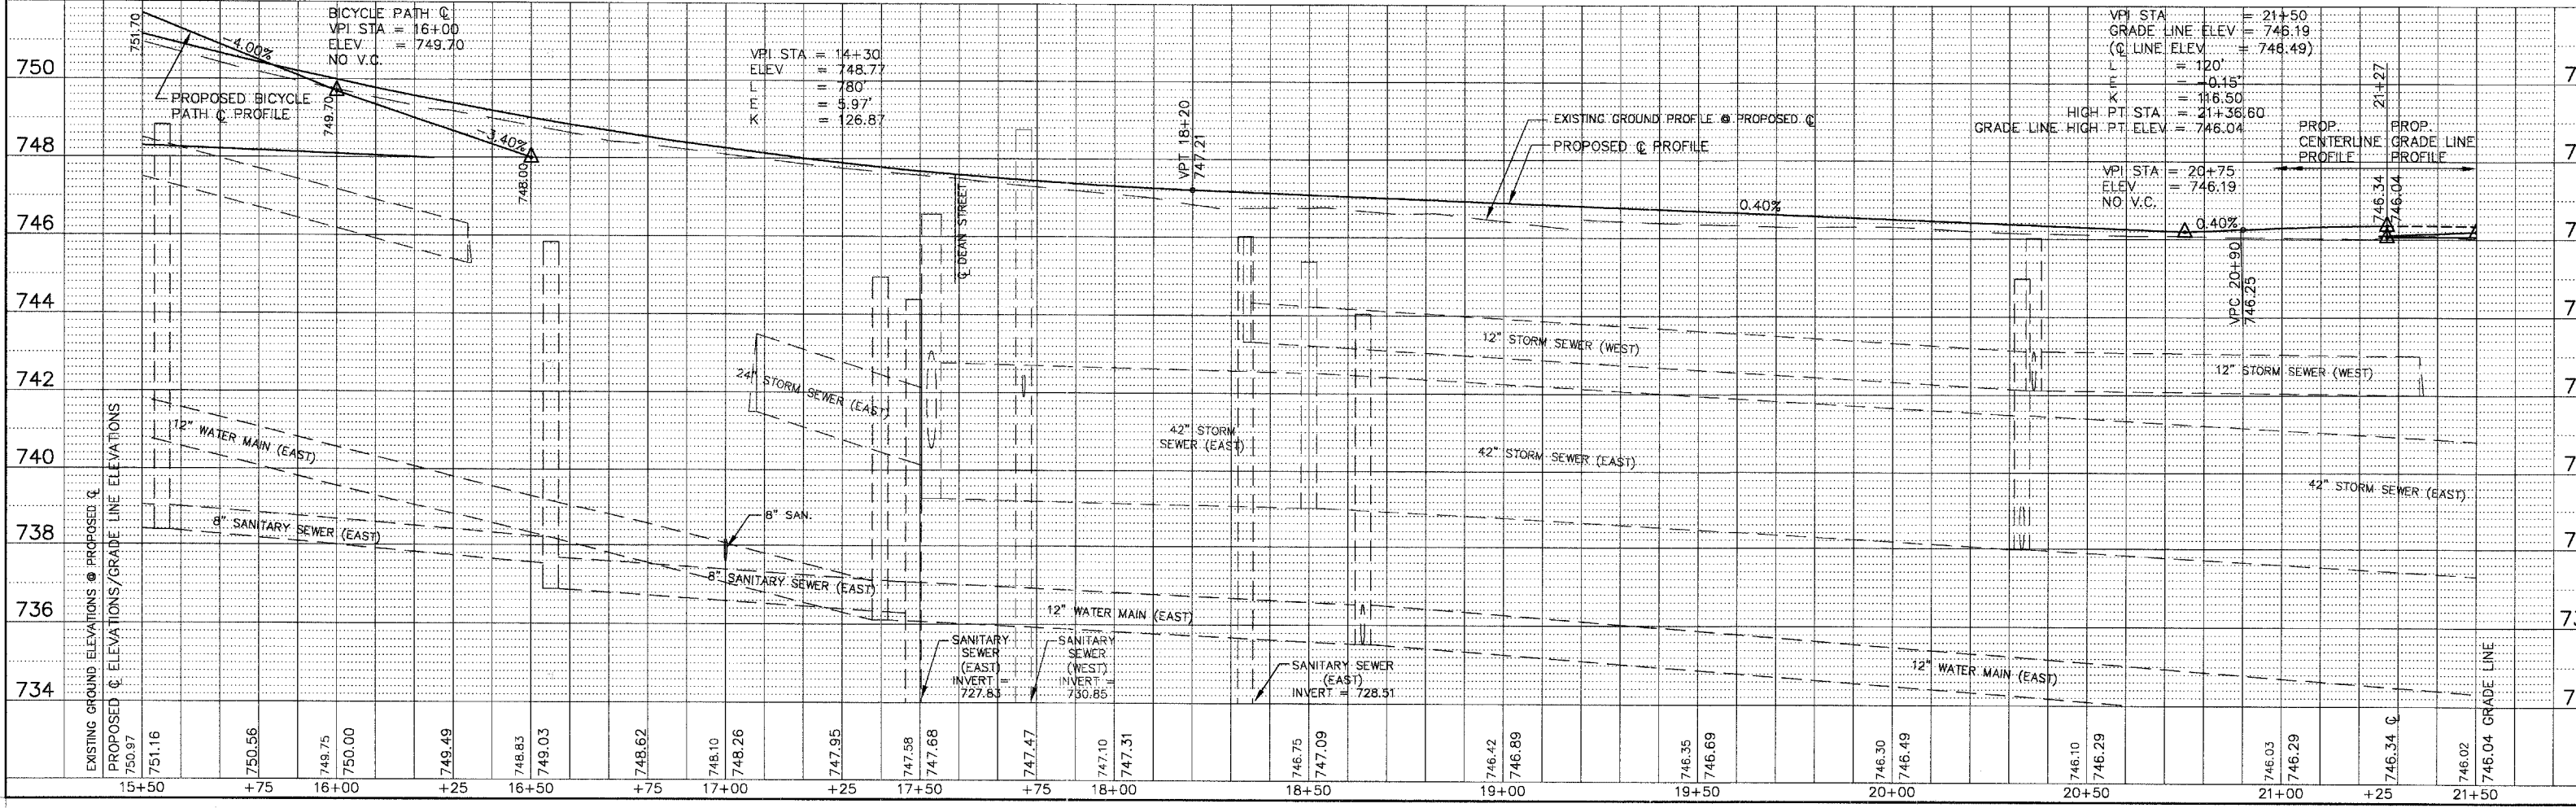 751.70
BICYCLE PATH ℄
VPI STA = 16+00
ELEV = 749.70
NO V.C.
-4.00%
PROPOSED BICYCLE
PATH ℄ PROFILE
749.70
-3.40%
748.00
VPI STA = 14+30
ELEV = 748.77
L = 780'
E = 5.97'
K = 126.87
VPT 18+20
747.21
EXISTING GROUND PROFILE @ PROPOSED ℄
PROPOSED ℄ PROFILE
0.40%
VPI STA = 21+50
GRADE LINE ELEV = 746.19
(℄ LINE ELEV = 746.49)
L = 120'
E = -0.15'
K = 116.50
HIGH PT STA = 21+36.60
GRADE LINE HIGH PT ELEV = 746.04
VPI STA = 20+75
ELEV = 746.19
NO V.C.
0.40%
VPC 20+90
746.25
21+27
PROP.
CENTERLINE
PROFILE
PROP.
GRADE LINE
PROFILE
746.34
746.04
750
748
746
744
742
740
738
736
734
℄ DEAN STREET
24" STORM SEWER (EAST)
12" WATER MAIN (EAST)
8" SANITARY SEWER (EAST)
8" SAN.
8" SANITARY SEWER (EAST)
42" STORM
SEWER (EAST)
12" STORM SEWER (WEST)
42" STORM SEWER (EAST)
12" STORM SEWER (WEST)
42" STORM SEWER (EAST)
12" WATER MAIN (EAST)
SANITARY
SEWER
(EAST)
INVERT =
727.83
SANITARY
SEWER
(WEST)
INVERT =
730.85
SANITARY SEWER
(EAST)
INVERT = 728.51
12" WATER MAIN (EAST)
EXISTING GROUND ELEVATIONS @ PROPOSED ℄
PROPOSED ℄ ELEVATIONS/GRADE LINE ELEVATIONS
750.97
751.16
750.56
749.75
750.00
749.49
748.83
749.03
748.62
748.10
748.26
747.95
747.58
747.68
747.47
747.10
747.31
746.75
747.09
746.42
746.89
746.35
746.69
746.30
746.49
746.10
746.29
746.03
746.29
746.34 ℄
746.02
746.04 GRADE LINE
15+50
+75
16+00
+25
16+50
+75
17+00
+25
17+50
+75
18+00
18+50
19+00
19+50
20+00
20+50
21+00
+25
21+50